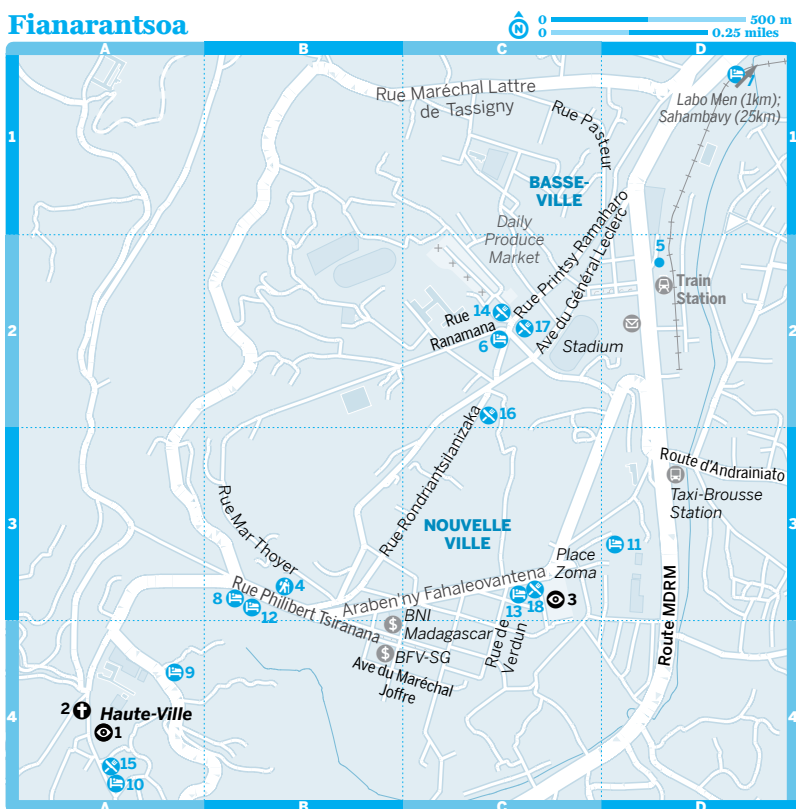 Fianarantsoa
N
0 500 m
0 0.25 miles
A B C D
Rue Maréchal Lattre
de Tassigny
7
Labo Men (1km);
Sahambavy (25km)
1
1
Rue Pasteur
BASSE-
VILLE
Daily
Produce
Market
Rue Printsy Ramaharo
Ave du Général Leclerc
5
Train
Station
14
17
Rue
Ranamana
6
Stadium
2
2
16
Rue Rondriantsilanizaka
Route d'Andrainiato
Taxi-Brousse
Station
Rue Mar Thoyer
NOUVELLE
VILLE
3
3
11
Place
Zoma
4
Araben'ny Fahaleovantena
8
12
Rue Philibert Tsiranana
13
18
3
$
BNI
Madagascar
$
BFV-SG
Rue de
Verdun
Ave du Maréchal
Joffre
Route MDRM
9
2
Haute-Ville
1
4
4
15
10
A B C D